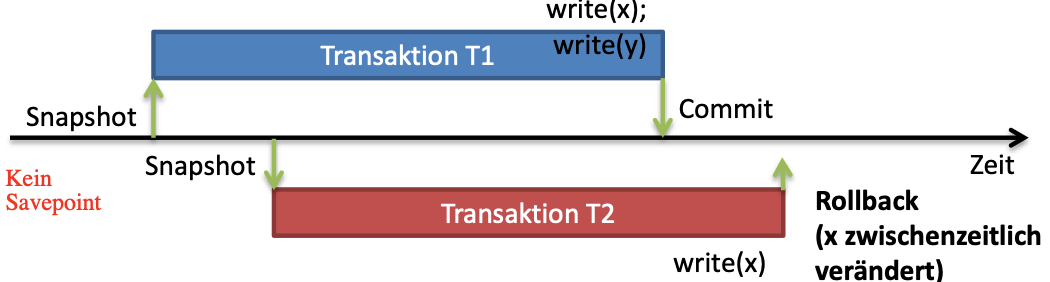 write(x);
Transaktion T1
write(y)
Snapshot
Commit
Snapshot
Zeit
Kein
Savepoint
Transaktion T2
Rollback
(x zwischenzeitlich
verändert)
write(x)